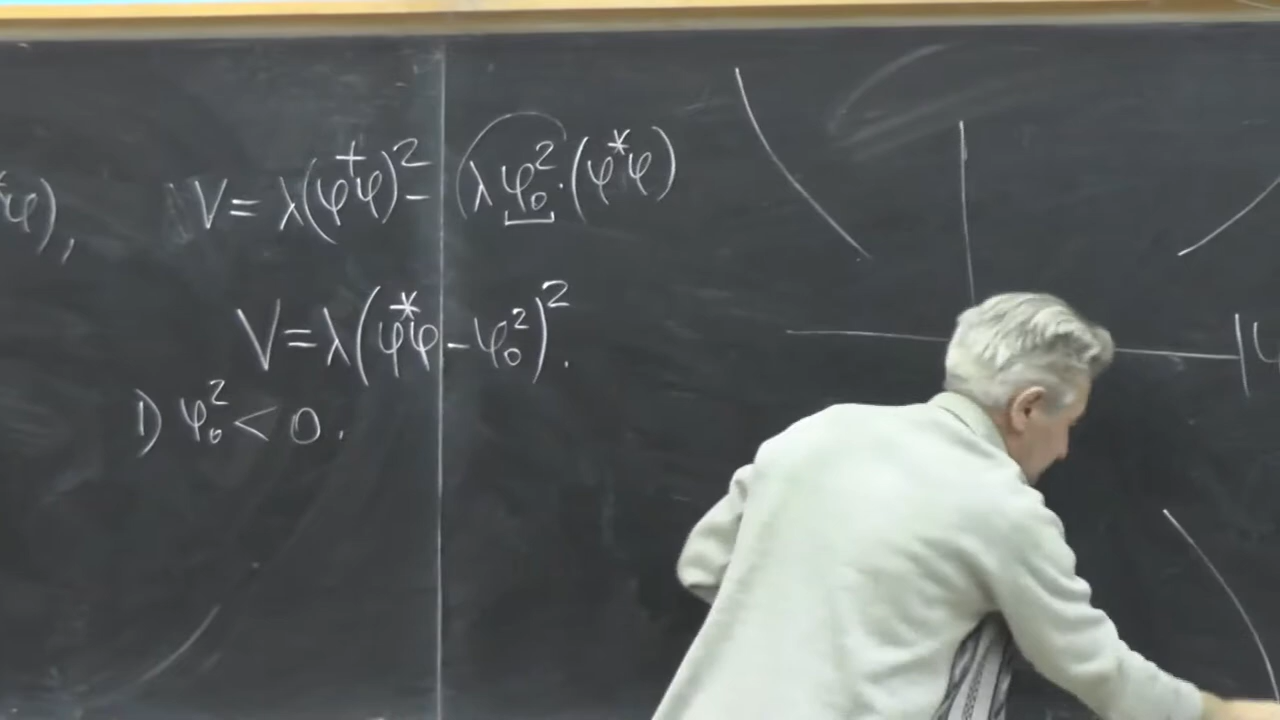 *φ),
V = λ(φ⁺φ)² - (λφ₀²·(φ*φ)
V = λ(φ*φ - φ₀²)².
1) φ₀² < 0.